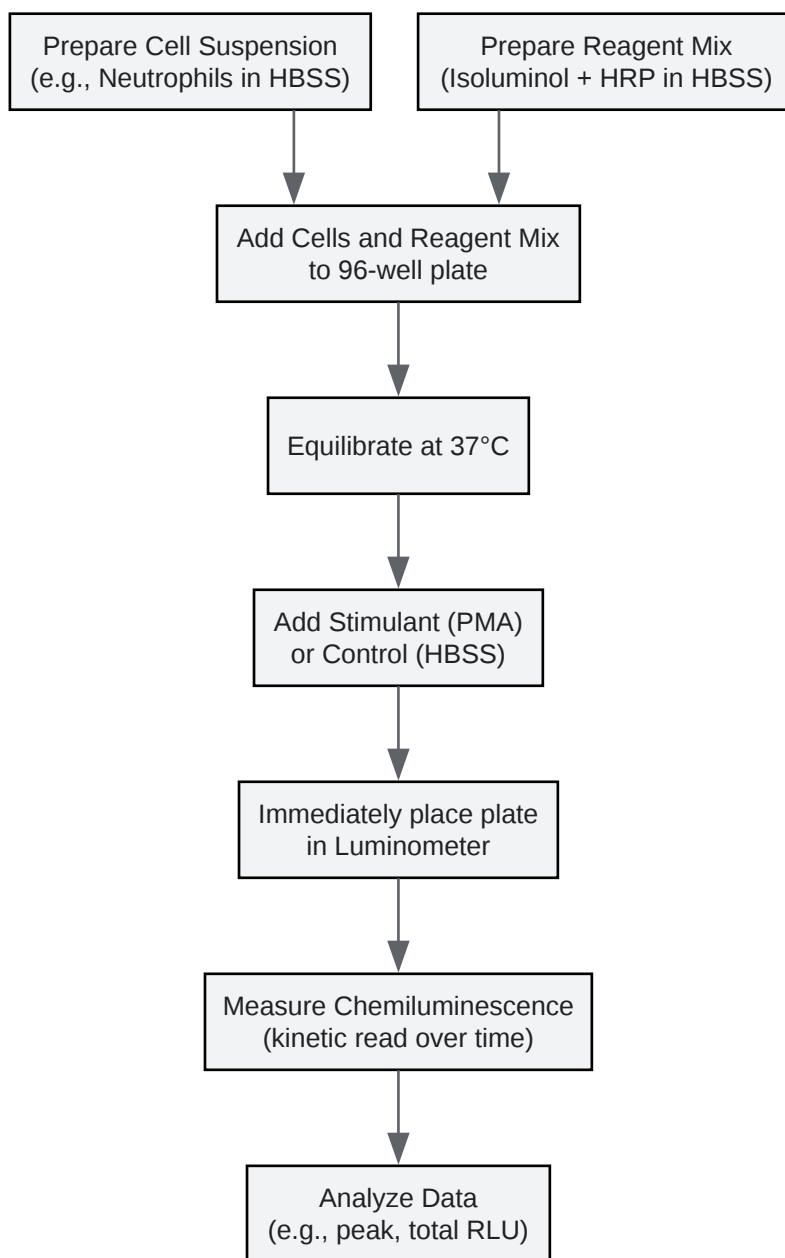 Prepare Cell Suspension
(e.g., Neutrophils in HBSS)
Prepare Reagent Mix
(Isoluminol + HRP in HBSS)
Add Cells and Reagent Mix
to 96-well plate
Equilibrate at 37°C
Add Stimulant (PMA)
or Control (HBSS)
Immediately place plate
in Luminometer
Measure Chemiluminescence
(kinetic read over time)
Analyze Data
(e.g., peak, total RLU)